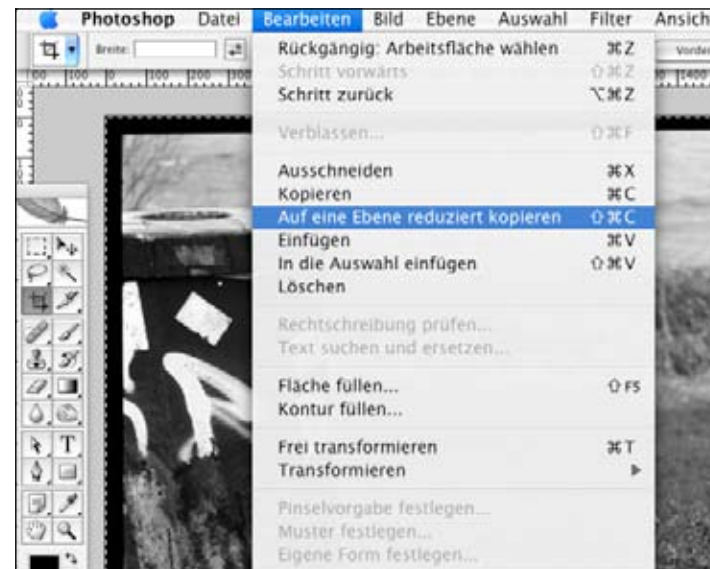 Photoshop Datei Bearbeiten Bild Ebene Auswahl Filter Ansich
Breite:
Vorder
Rückgängig: Arbeitsfläche wählen ⌘Z
Schritt vorwärts ⇧⌘Z
Schritt zurück ⌥⌘Z
Verblassen... ⇧⌘F
Ausschneiden ⌘X
Kopieren ⌘C
Auf eine Ebene reduziert kopieren ⇧⌘C
Einfügen ⌘V
In die Auswahl einfügen ⇧⌘V
Löschen
Rechtschreibung prüfen...
Text suchen und ersetzen...
Fläche füllen... ⇧F5
Kontur füllen...
Frei transformieren ⌘T
Transformieren
Pinselvorgabe festlegen...
Muster festlegen...
Eigene Form festlegen...